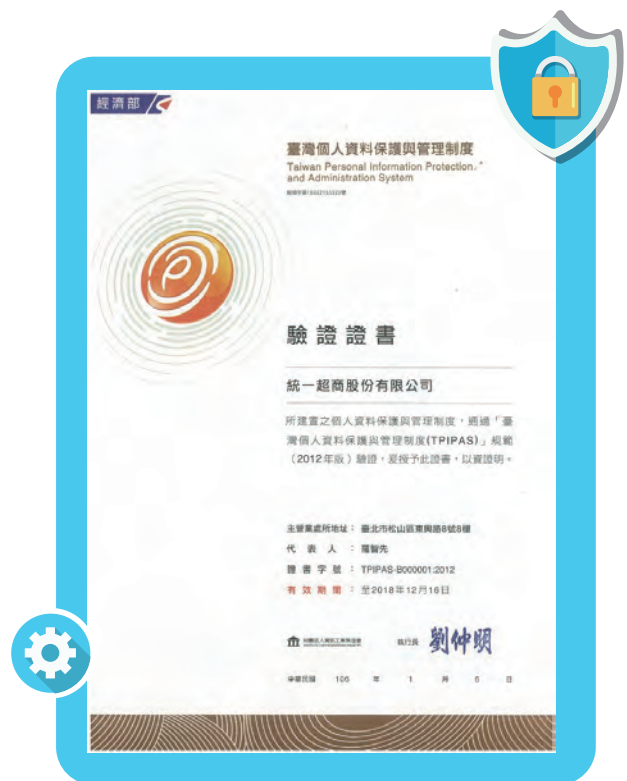 經濟部
臺灣個人資料保護與管理制度
Taiwan Personal Information Protection
and Administration System
驗證證書
統一超商股份有限公司
所建置之個人資料保護與管理制度，通過「臺
灣個人資料保護與管理制度(TPIPAS)」規範
（2012年版）驗證，爰授予此證書，以資證明。
主營業處所地址：臺北市松山區東興路8號8樓
代表人：羅智先
證書字號：TPIPAS-B000001:2012
有效期間：至2018年12月16日
執行長 劉仲明
中華民國 106 年 1 月 6 日